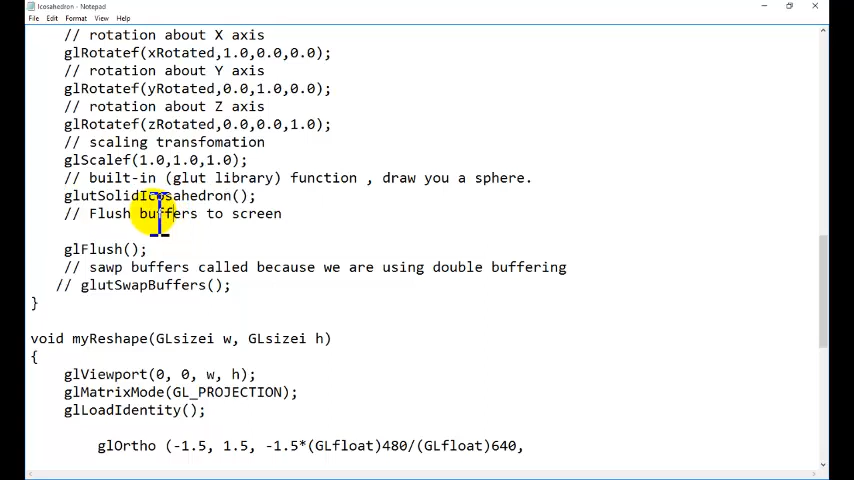 Icosahedron - Notepad
File Edit Format View Help
// rotation about X axis
glRotatef(xRotated,1.0,0.0,0.0);
// rotation about Y axis
glRotatef(yRotated,0.0,1.0,0.0);
// rotation about Z axis
glRotatef(zRotated,0.0,0.0,1.0);
// scaling transfomation
glScalef(1.0,1.0,1.0);
// built-in (glut library) function , draw you a sphere.
glutSolidIcosahedron();
// Flush buffers to screen
glFlush();
// sawp buffers called because we are using double buffering
// glutSwapBuffers();
}
void myReshape(GLsizei w, GLsizei h)
{
glViewport(0, 0, w, h);
glMatrixMode(GL_PROJECTION);
glLoadIdentity();
glOrtho (-1.5, 1.5, -1.5*(GLfloat)480/(GLfloat)640,